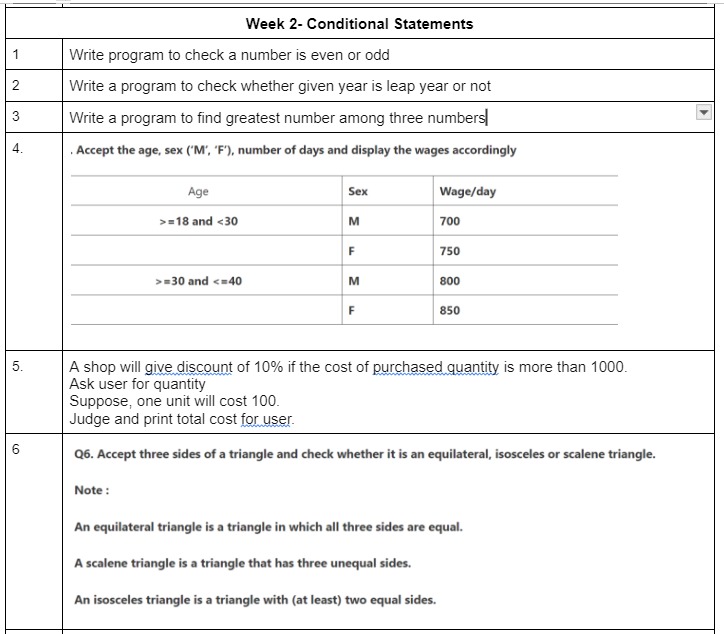 Week 2- Conditional Statements
1 Write program to check a number is even or odd
2 Write a program to check whether given year is leap year or not
3 Write a program to find greatest number among three numbers
4. . Accept the age, sex (‘M’, ‘F’), number of days and display the wages accordingly
Age Sex Wage/day
>=18 and <30 M 700
F 750
>=30 and <=40 M 800
F 850
5. A shop will give discount of 10% if the cost of purchased quantity is more than 1000.
Ask user for quantity
Suppose, one unit will cost 100.
Judge and print total cost for user.
6 Q6. Accept three sides of a triangle and check whether it is an equilateral, isosceles or scalene triangle.
Note :
An equilateral triangle is a triangle in which all three sides are equal.
A scalene triangle is a triangle that has three unequal sides.
An isosceles triangle is a triangle with (at least) two equal sides.